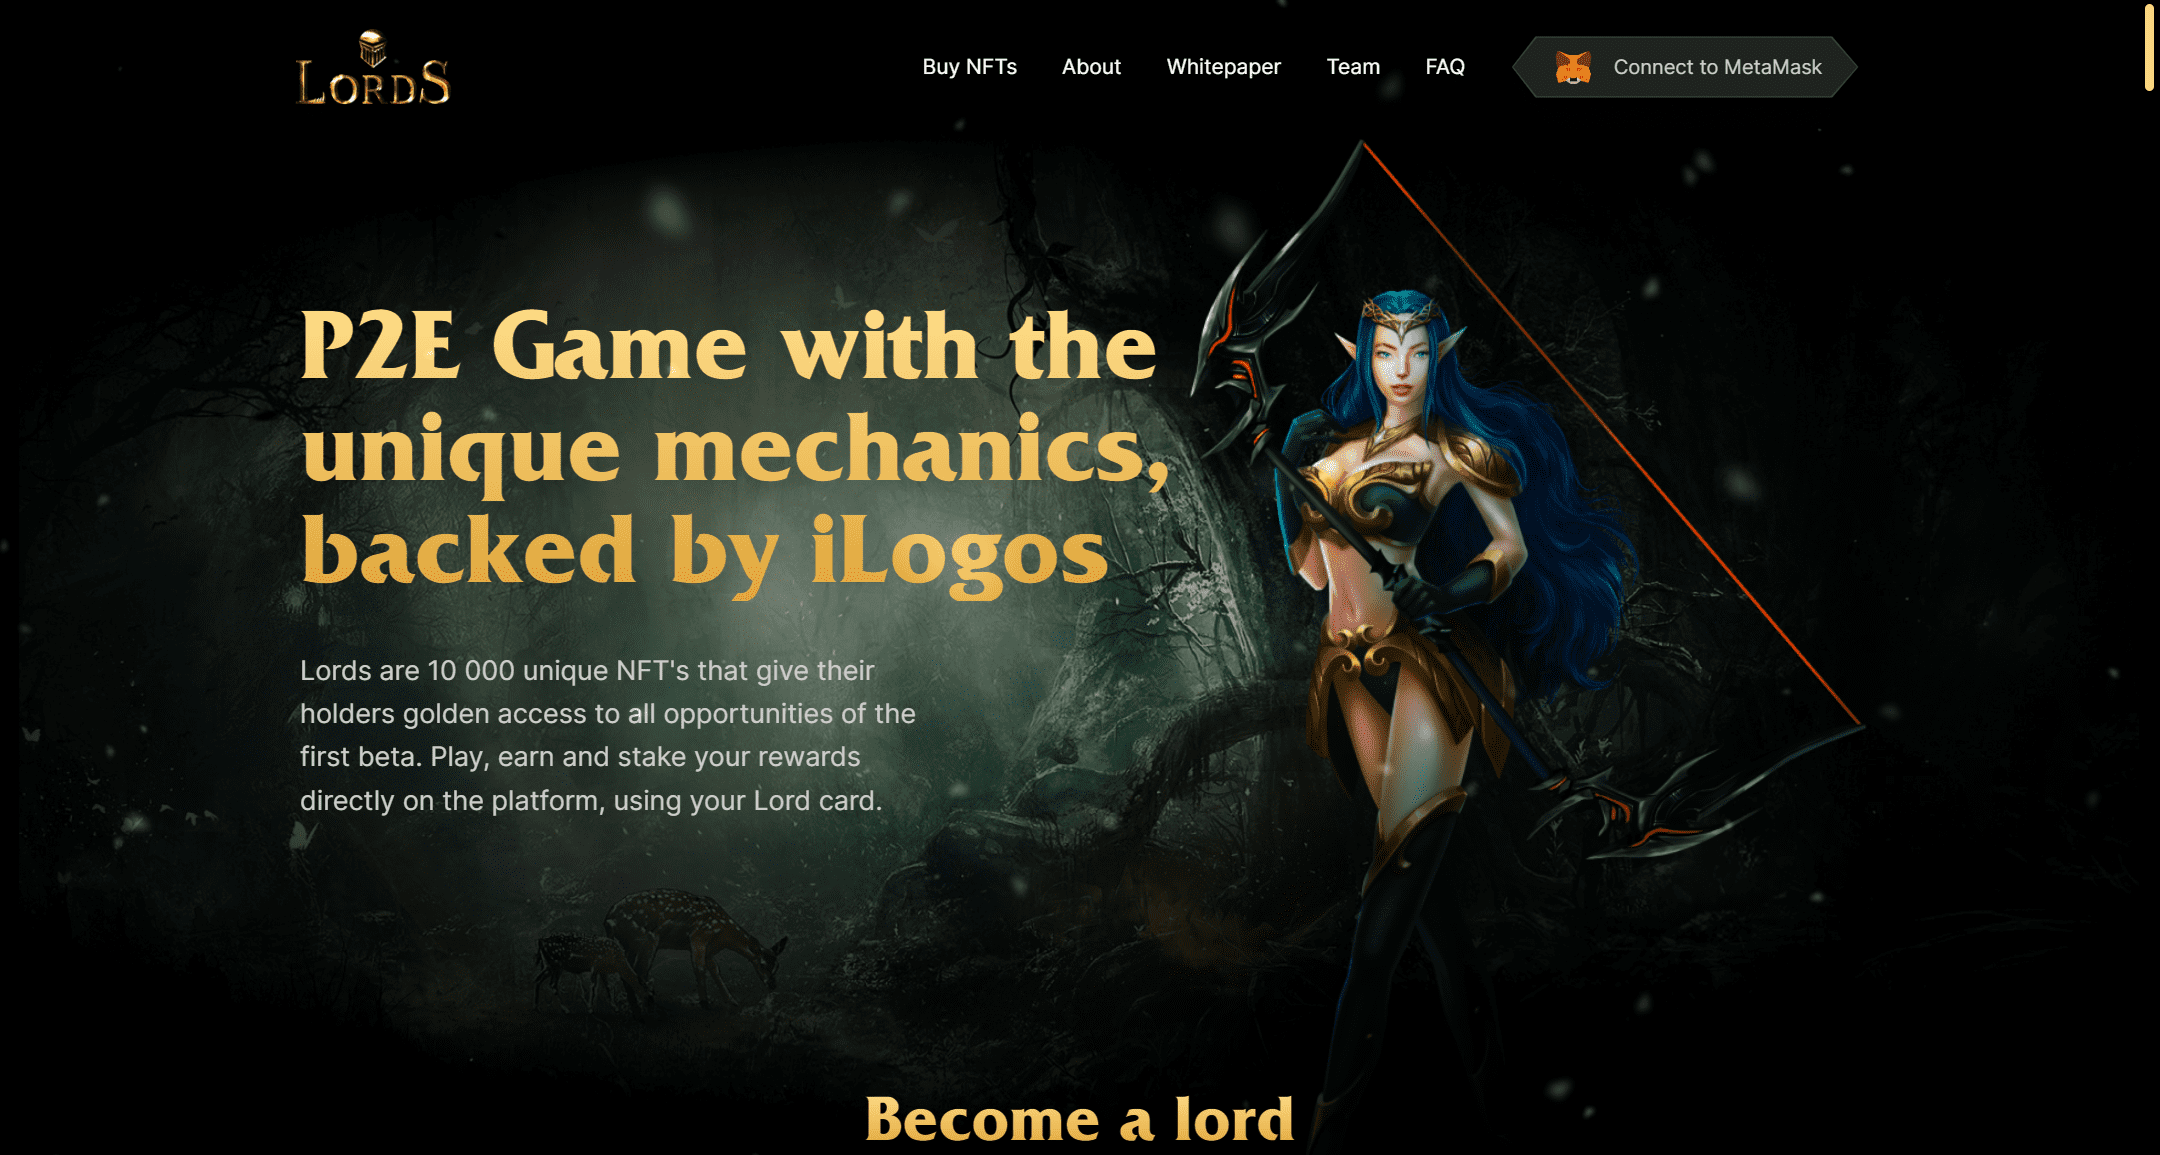 LORDS
Buy NFTs
About
Whitepaper
Team
FAQ
Connect to MetaMask
P2E Game with the
unique mechanics,
backed by iLogos
Lords are 10 000 unique NFT's that give their
holders golden access to all opportunities of the
first beta. Play, earn and stake your rewards
directly on the platform, using your Lord card.
Become a lord